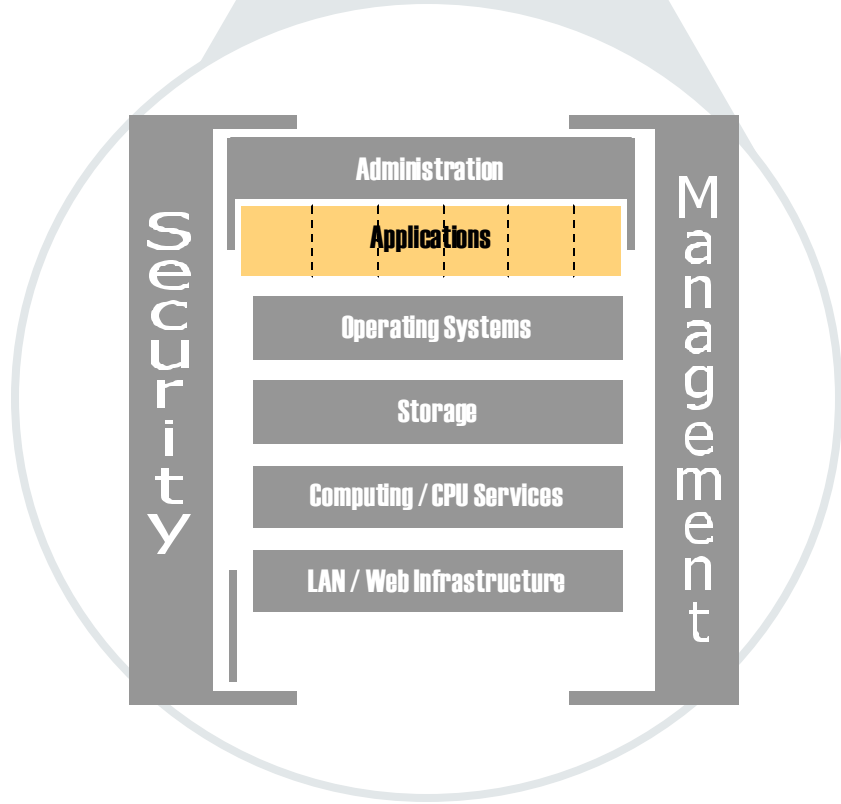 Security
Administration
Applications
Operating Systems
Storage
Computing / CPU Services
LAN / Web Infrastructure
Management